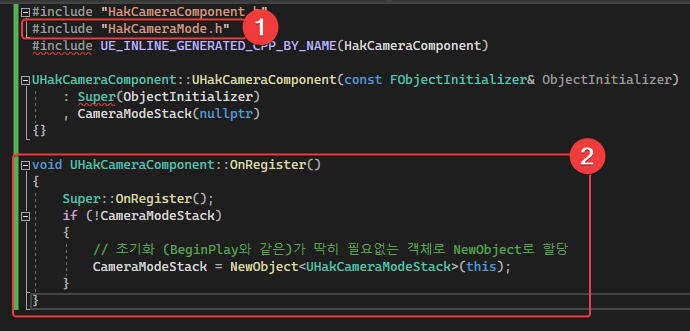 #include "HakCameraComponent.h"
#include "HakCameraMode.h" 1
#include UE_INLINE_GENERATED_CPP_BY_NAME(HakCameraComponent)
UHakCameraComponent::UHakCameraComponent(const FObjectInitializer& ObjectInitializer)
: Super(ObjectInitializer)
, CameraModeStack(nullptr)
{}
2
void UHakCameraComponent::OnRegister()
{
Super::OnRegister();
if (!CameraModeStack)
{
// 초기화 (BeginPlay와 같은)가 딱히 필요없는 객체로 NewObject로 할당
CameraModeStack = NewObject<UHakCameraModeStack>(this);
}
}